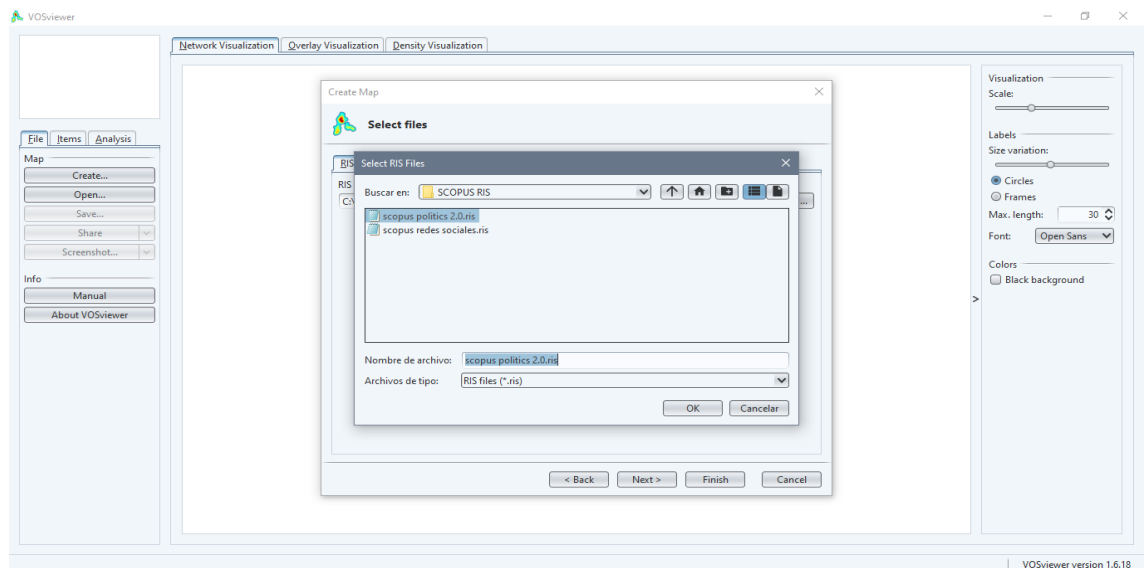 VOSviewer
Network Visualization Overlay Visualization Density Visualization
File Items Analysis
Map
Create...
Open...
Save...
Share
Screenshot...
Info
Manual
About VOSviewer
Create Map
Select files
RIS
RIS
C:\
...
Select RIS Files
Buscar en: SCOPUS RIS
scopus politics 2.0.ris
scopus redes sociales.ris
Nombre de archivo: scopus politics 2.0.ris
Archivos de tipo: RIS files (*.ris)
OK Cancelar
< Back Next > Finish Cancel
Visualization
Scale:
Labels
Size variation:
Circles
Frames
Max. length: 30
Font: Open Sans
Colors
Black background
>
VOSviewer version 1.6.18